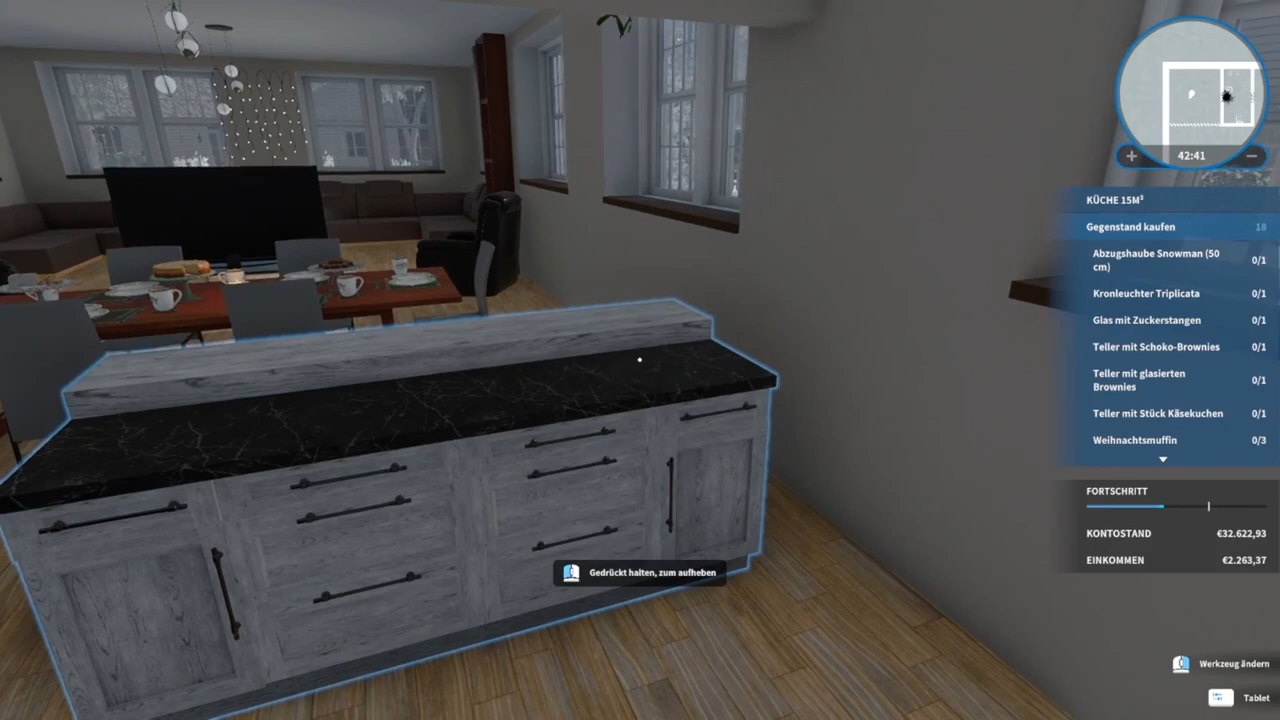 42:41
KÜCHE 15M²
Gegenstand kaufen 18
Abzugshaube Snowman (50
cm) 0/1
Kronleuchter Triplicata 0/1
Glas mit Zuckerstangen 0/1
Teller mit Schoko-Brownies 0/1
Teller mit glasierten
Brownies 0/1
Teller mit Stück Käsekuchen 0/1
Weihnachtsmuffin 0/3
FORTSCHRITT
KONTOSTAND €32.622,93
EINKOMMEN €2.263,37
Gedrückt halten, zum aufheben
Werkzeug ändern
Tablet